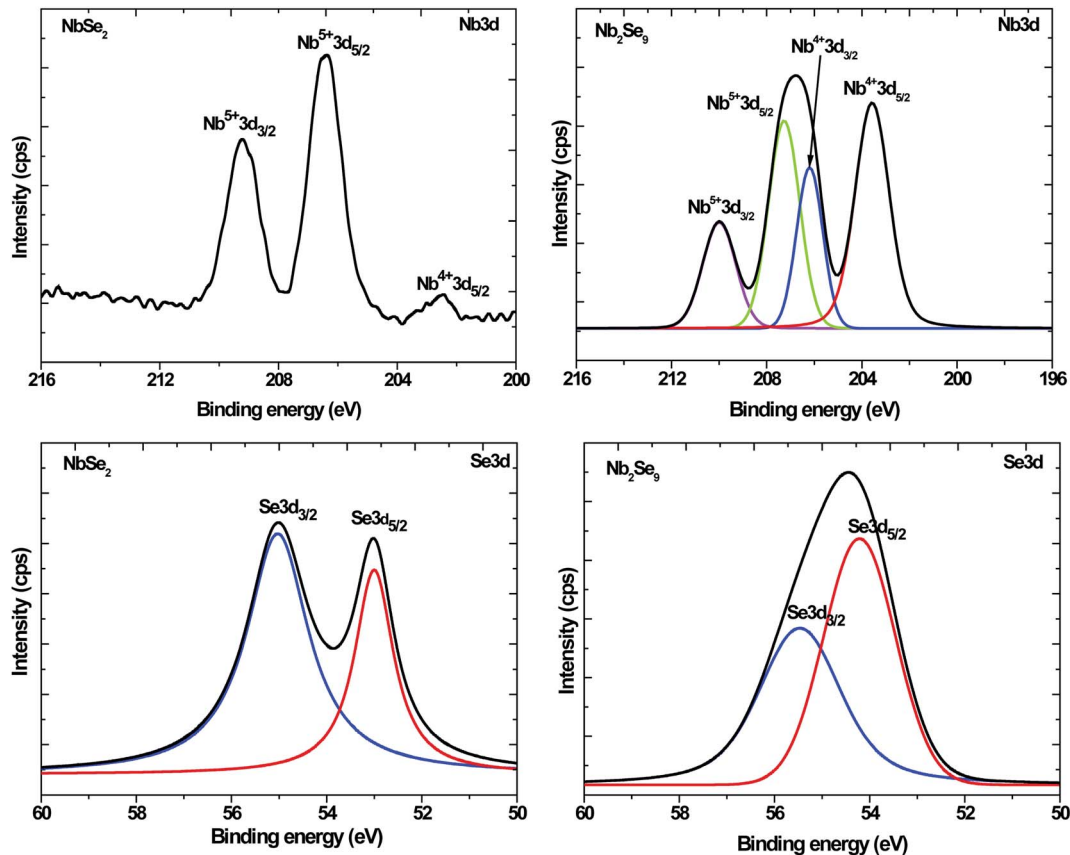 NbSe₂
Nb3d
Nb⁵⁺3d₅/₂
Nb⁵⁺3d₃/₂
Nb⁴⁺3d₅/₂
Intensity (cps)
216 212 208 204 200
Binding energy (eV)
Nb₂Se₉
Nb3d
Nb⁴⁺3d₃/₂
Nb⁵⁺3d₅/₂
Nb⁴⁺3d₅/₂
Nb⁵⁺3d₃/₂
Intensity (cps)
216 212 208 204 200 196
Binding energy (eV)
NbSe₂
Se3d
Se3d₃/₂
Se3d₅/₂
Intensity (cps)
60 58 56 54 52 50
Binding energy (eV)
Nb₂Se₉
Se3d
Se3d₅/₂
Se3d₃/₂
Intensity (cps)
60 58 56 54 52 50
Binding energy (eV)